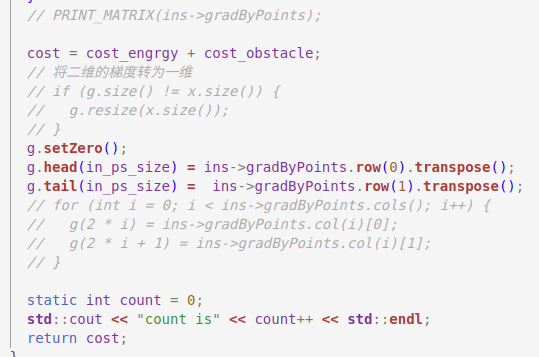 }
// PRINT_MATRIX(ins->gradByPoints);
cost = cost_engrgy + cost_obstacle;
// 将二维的梯度转为一维
// if (g.size() != x.size()) {
//   g.resize(x.size());
// }
g.setZero();
g.head(in_ps_size) = ins->gradByPoints.row(0).transpose();
g.tail(in_ps_size) =  ins->gradByPoints.row(1).transpose();
// for (int i = 0; i < ins->gradByPoints.cols(); i++) {
//   g(2 * i) = ins->gradByPoints.col(i)[0];
//   g(2 * i + 1) = ins->gradByPoints.col(i)[1];
// }
static int count = 0;
std::cout << "count is" << count++ << std::endl;
return cost;
}